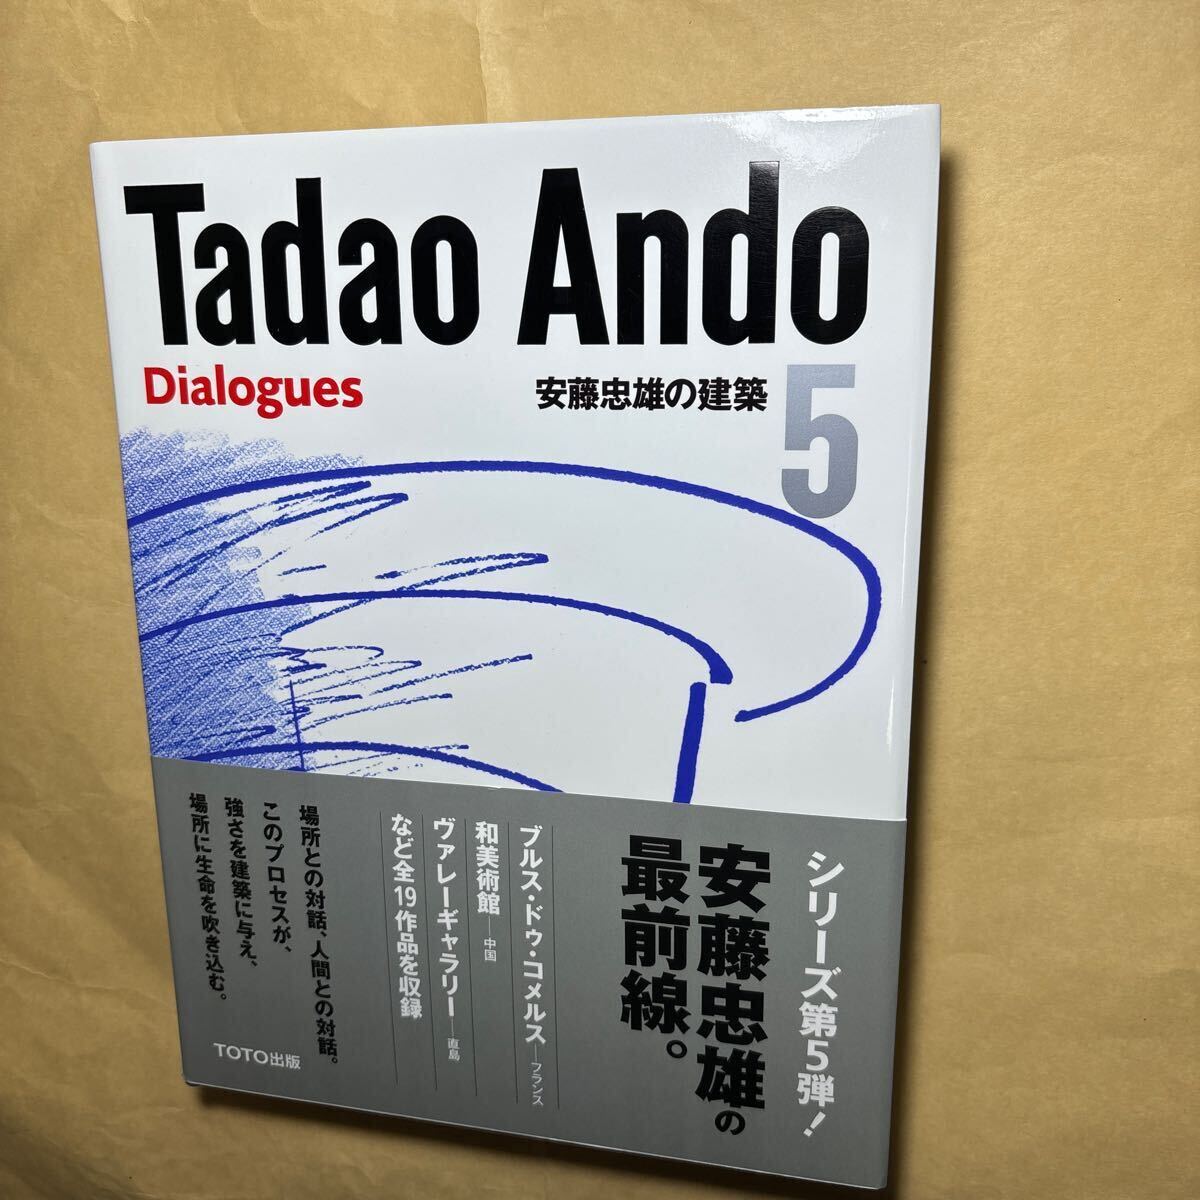 Tadao Ando
Dialogues
安藤忠雄の建築
5
シリーズ第5弾！
安藤忠雄の
最前線。
ブルス・ドゥ・コメルス—フランス
和美術館—中国
ヴァレーギャラリー—直島
など全19作品を収録
場所との対話、人間との対話。
このプロセスが、
強さを建築に与え、
場所に生命を吹き込む。
TOTO出版